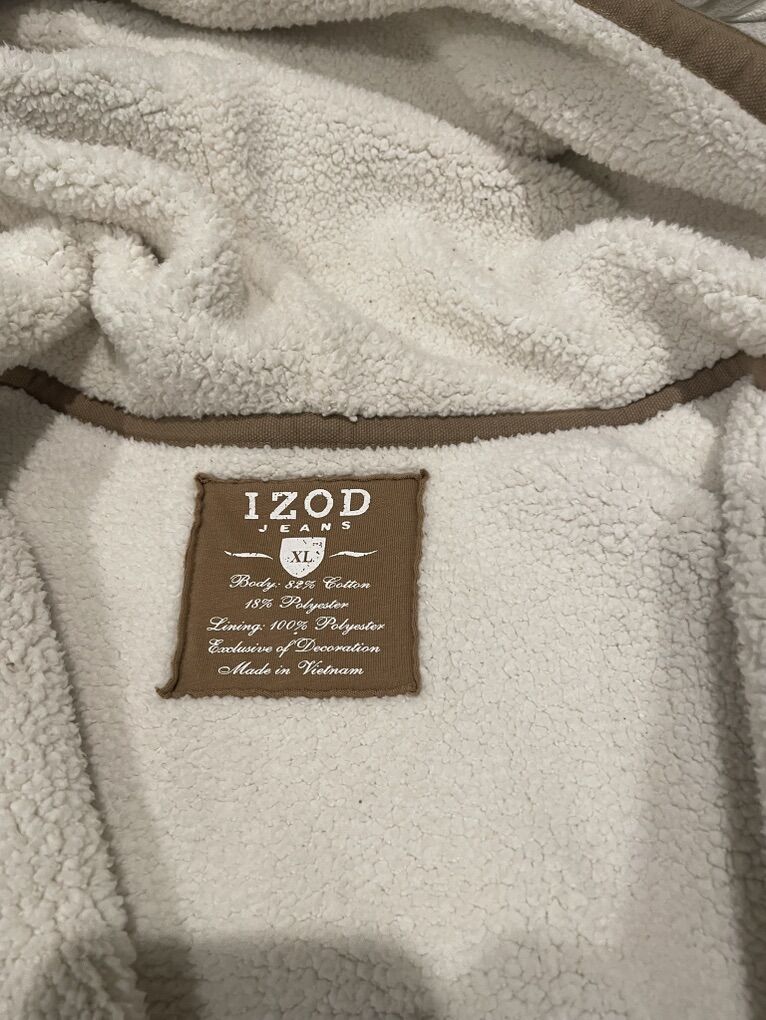 IZOD
JEANS
XL
Body: 82% Cotton
18% Polyester
Lining: 100% Polyester
Exclusive of Decoration
Made in Vietnam